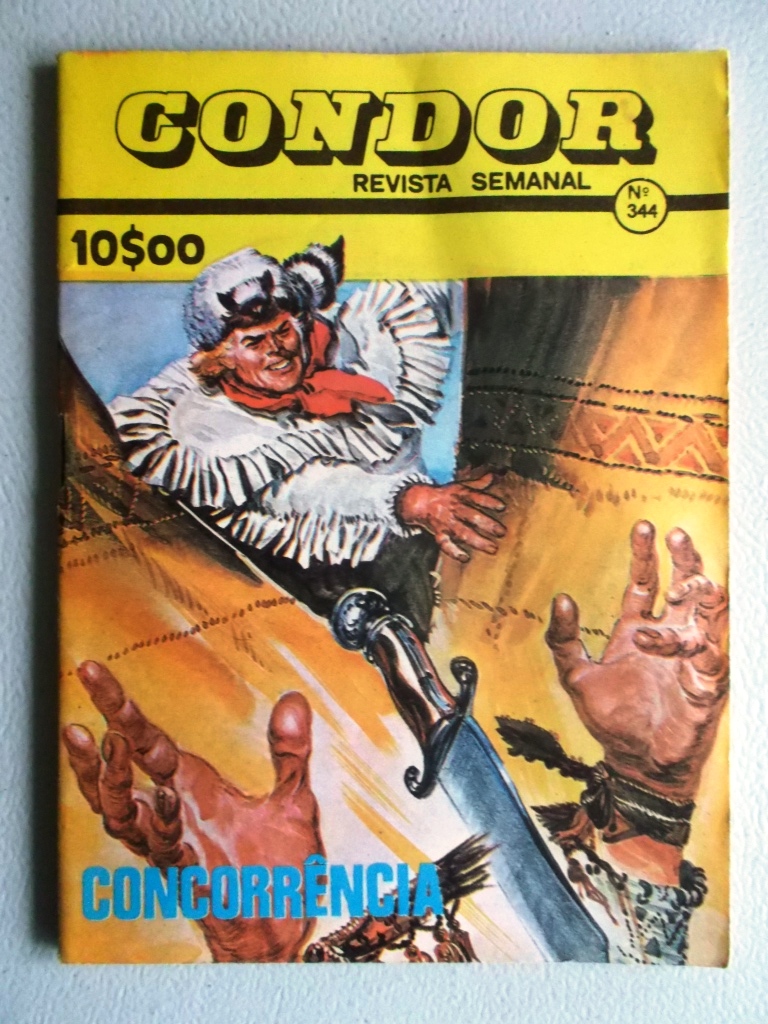 CONDOR
REVISTA SEMANAL
Nº
344
10$00
CONCORRÊNCIA